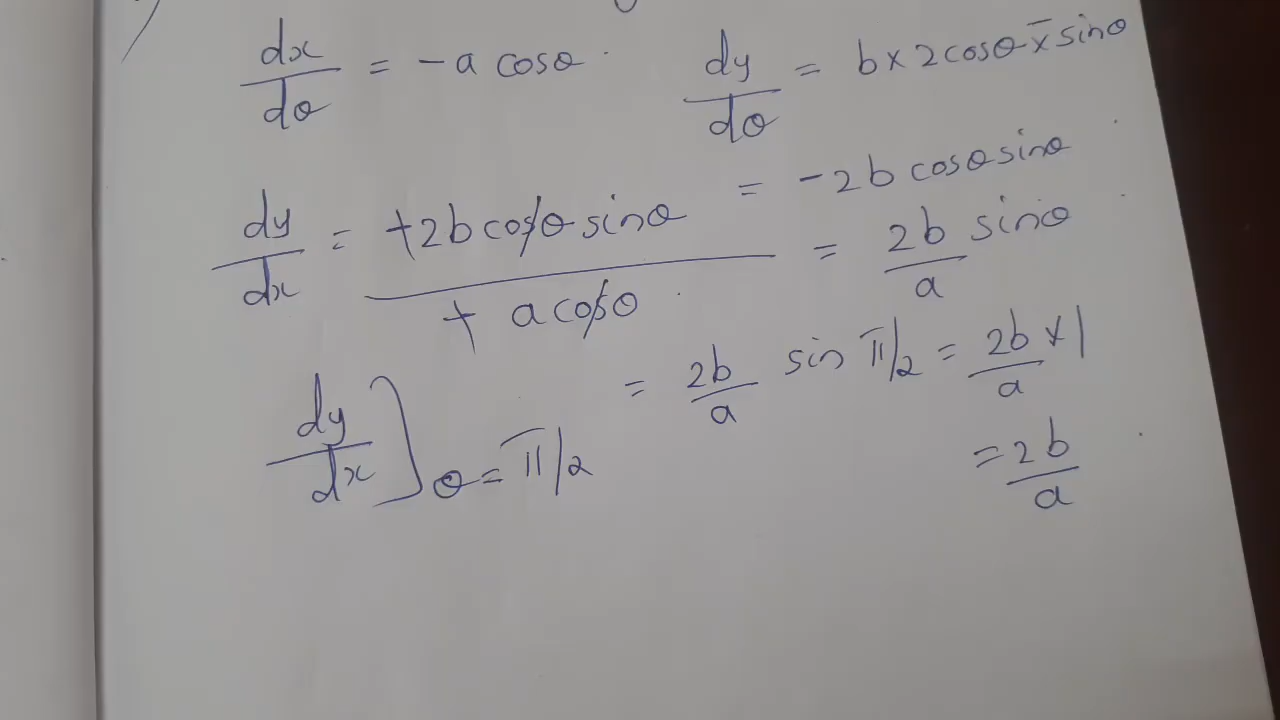 dx/dθ = -a cosθ. dy/dθ = b×2cosθ×-sinθ
= -2b cosθ sinθ
dy/dx = +2b cosθ sinθ / + a cosθ = 2b/a sinθ
dy/dx]θ=π/2 = 2b/a sin π/2 = 2b/a × 1
= 2b/a